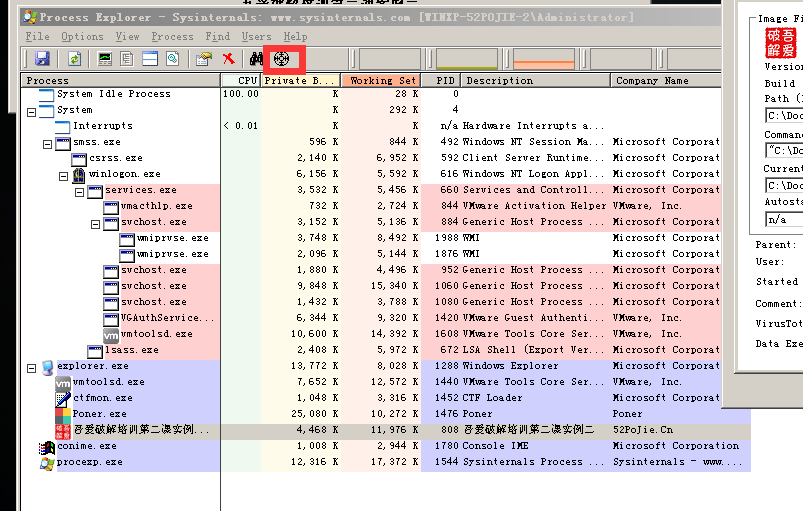 Process Explorer - Sysinternals: www.sysinternals.com [WINXP-52POJIE-2\Administrator]
File Options View Process Find Users Help
Process CPU Private B... Working Set PID Description Company Name
System Idle Process 100.00 K 28 K 0
System K 292 K 4
Interrupts < 0.01 K K n/a Hardware Interrupts a...
smss.exe 596 K 844 K 492 Windows NT Session Ma... Microsoft Corporat
csrss.exe 2,140 K 6,952 K 592 Client Server Runtime... Microsoft Corporat
winlogon.exe 6,156 K 5,592 K 616 Windows NT Logon Appl... Microsoft Corporat
services.exe 3,532 K 5,456 K 660 Services and Controll... Microsoft Corporat
vmacthlp.exe 732 K 2,724 K 844 VMware Activation Helper VMware, Inc.
svchost.exe 3,152 K 5,136 K 884 Generic Host Process ... Microsoft Corporat
wmiprvse.exe 3,748 K 8,492 K 1988 WMI Microsoft Corporat
wmiprvse.exe 2,096 K 5,144 K 1876 WMI Microsoft Corporat
svchost.exe 1,880 K 4,496 K 952 Generic Host Process ... Microsoft Corporat
svchost.exe 9,848 K 15,340 K 1060 Generic Host Process ... Microsoft Corporat
svchost.exe 1,432 K 3,788 K 1080 Generic Host Process ... Microsoft Corporat
VGAuthService... 6,344 K 9,320 K 1420 VMware Guest Authenti... VMware, Inc.
vmtoolsd.exe 10,600 K 14,392 K 1608 VMware Tools Core Ser... VMware, Inc.
lsass.exe 2,408 K 5,972 K 672 LSA Shell (Export Ver... Microsoft Corporat
explorer.exe 13,772 K 8,028 K 1288 Windows Explorer Microsoft Corporat
vmtoolsd.exe 7,652 K 12,572 K 1440 VMware Tools Core Ser... VMware, Inc.
ctfmon.exe 1,048 K 3,316 K 1452 CTF Loader Microsoft Corporat
Poner.exe 25,080 K 10,272 K 1476 Poner Poner
吾爱破解培训第二课实例... 4,468 K 11,976 K 808 吾爱破解培训第二课实例二 52PoJie.Cn
conime.exe 1,008 K 2,944 K 1780 Console IME Microsoft Corporation
procexp.exe 12,316 K 17,372 K 1544 Sysinternals Process ... Sysinternals - www....
Image Fi
吾爱破解
Versio
Build
Path (
C:\Doc
Comman
"C:\D
Current
C:\Doc
Autosta
n/a
Parent:
User:
Started
Comment:
VirusTot
Data Exe